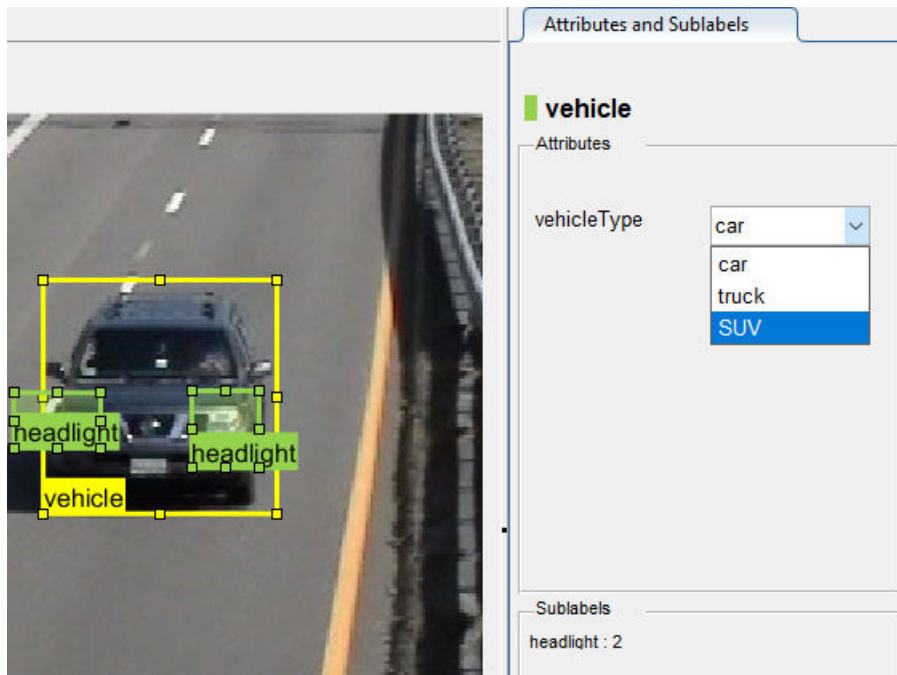 Attributes and Sublabels
vehicle
Attributes
vehicleType
car
car
truck
SUV
headlight
headlight
vehicle
Sublabels
headlight : 2